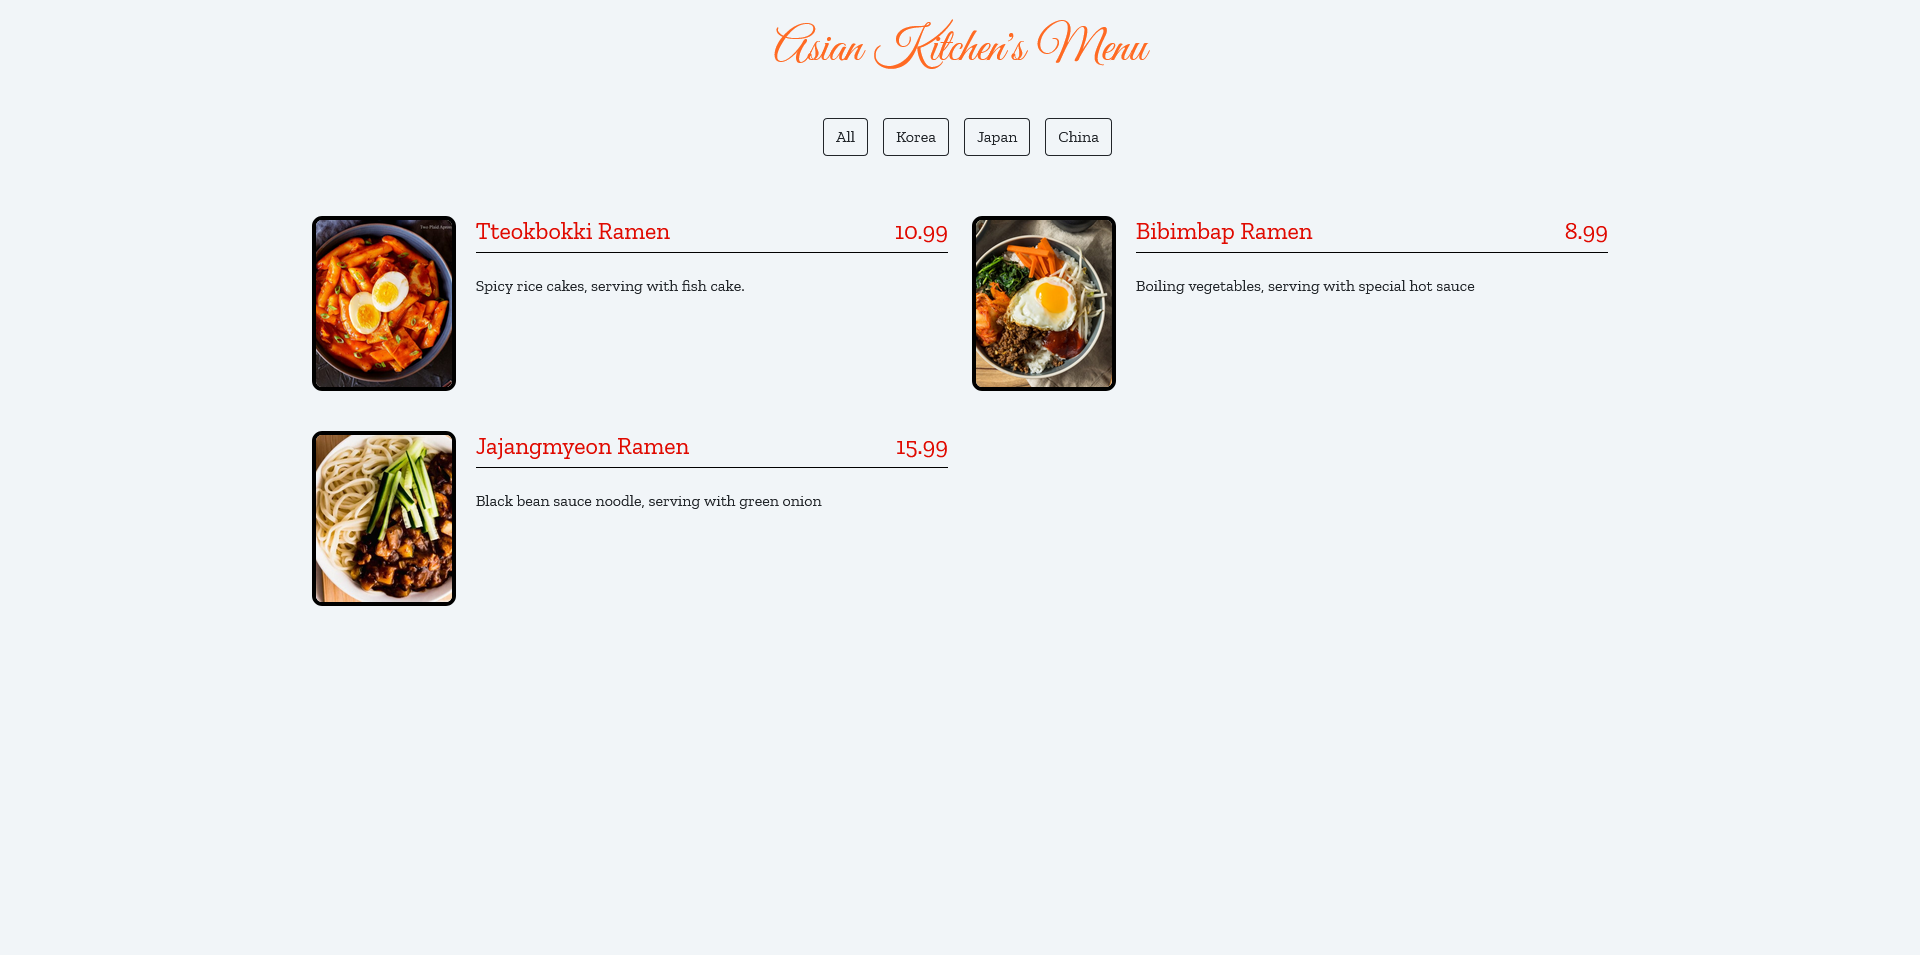 Asian Kitchen's Menu
All Korea Japan China
Tteokbokki Ramen 10.99
Spicy rice cakes, serving with fish cake.
Bibimbap Ramen 8.99
Boiling vegetables, serving with special hot sauce
Jajangmyeon Ramen 15.99
Black bean sauce noodle, serving with green onion